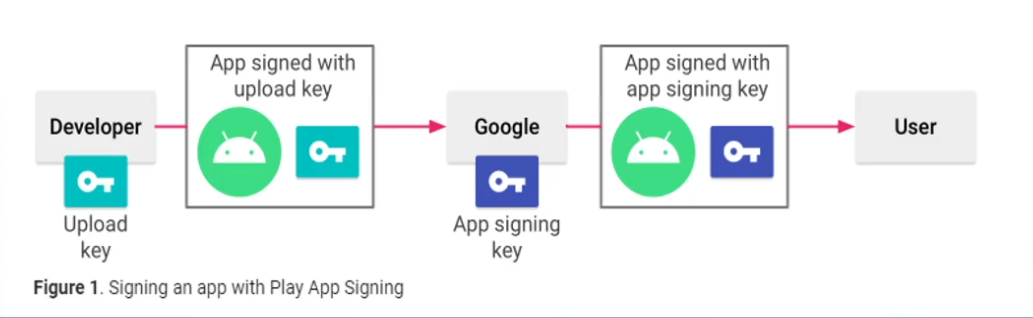 App signed with
upload key
App signed with
app signing key
Developer
Google
User
Upload
key
App signing
key
Figure 1. Signing an app with Play App Signing